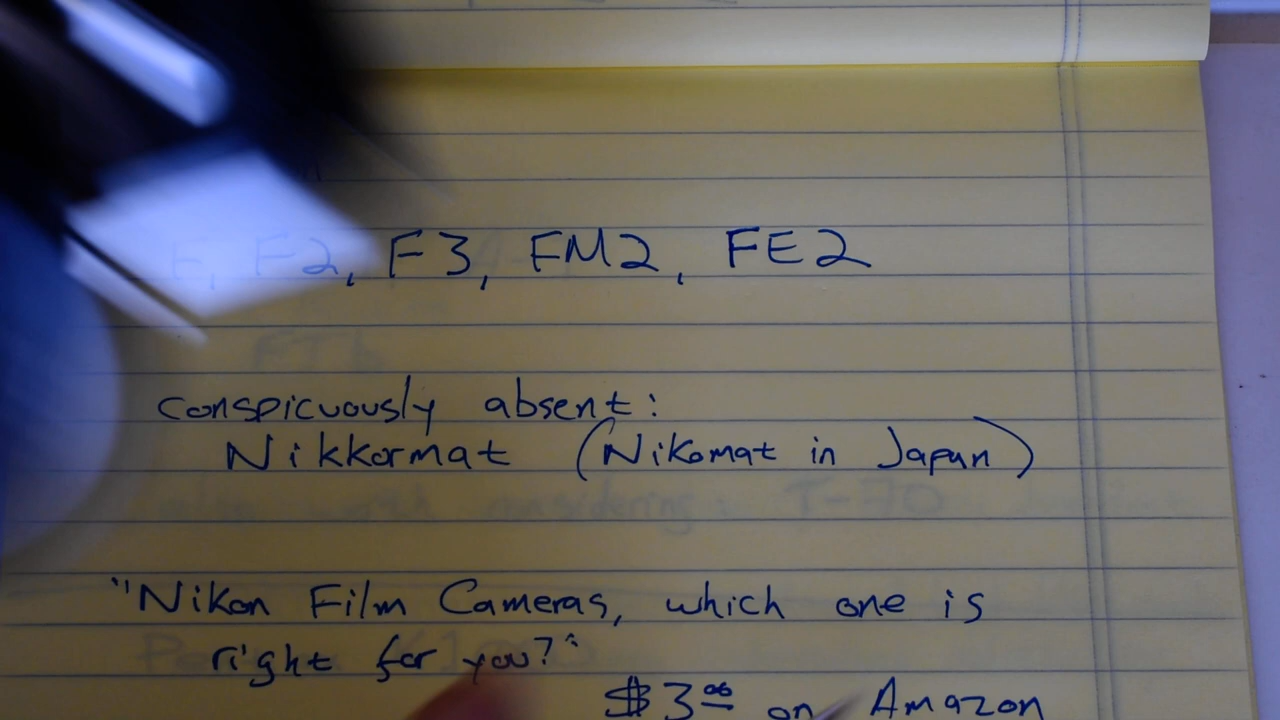 F, F2, F3, FM2, FE2
conspicuously absent:
Nikkormat (Nikomat in Japan)
"Nikon Film Cameras, which one is
right for you?"
$3.00 on Amazon